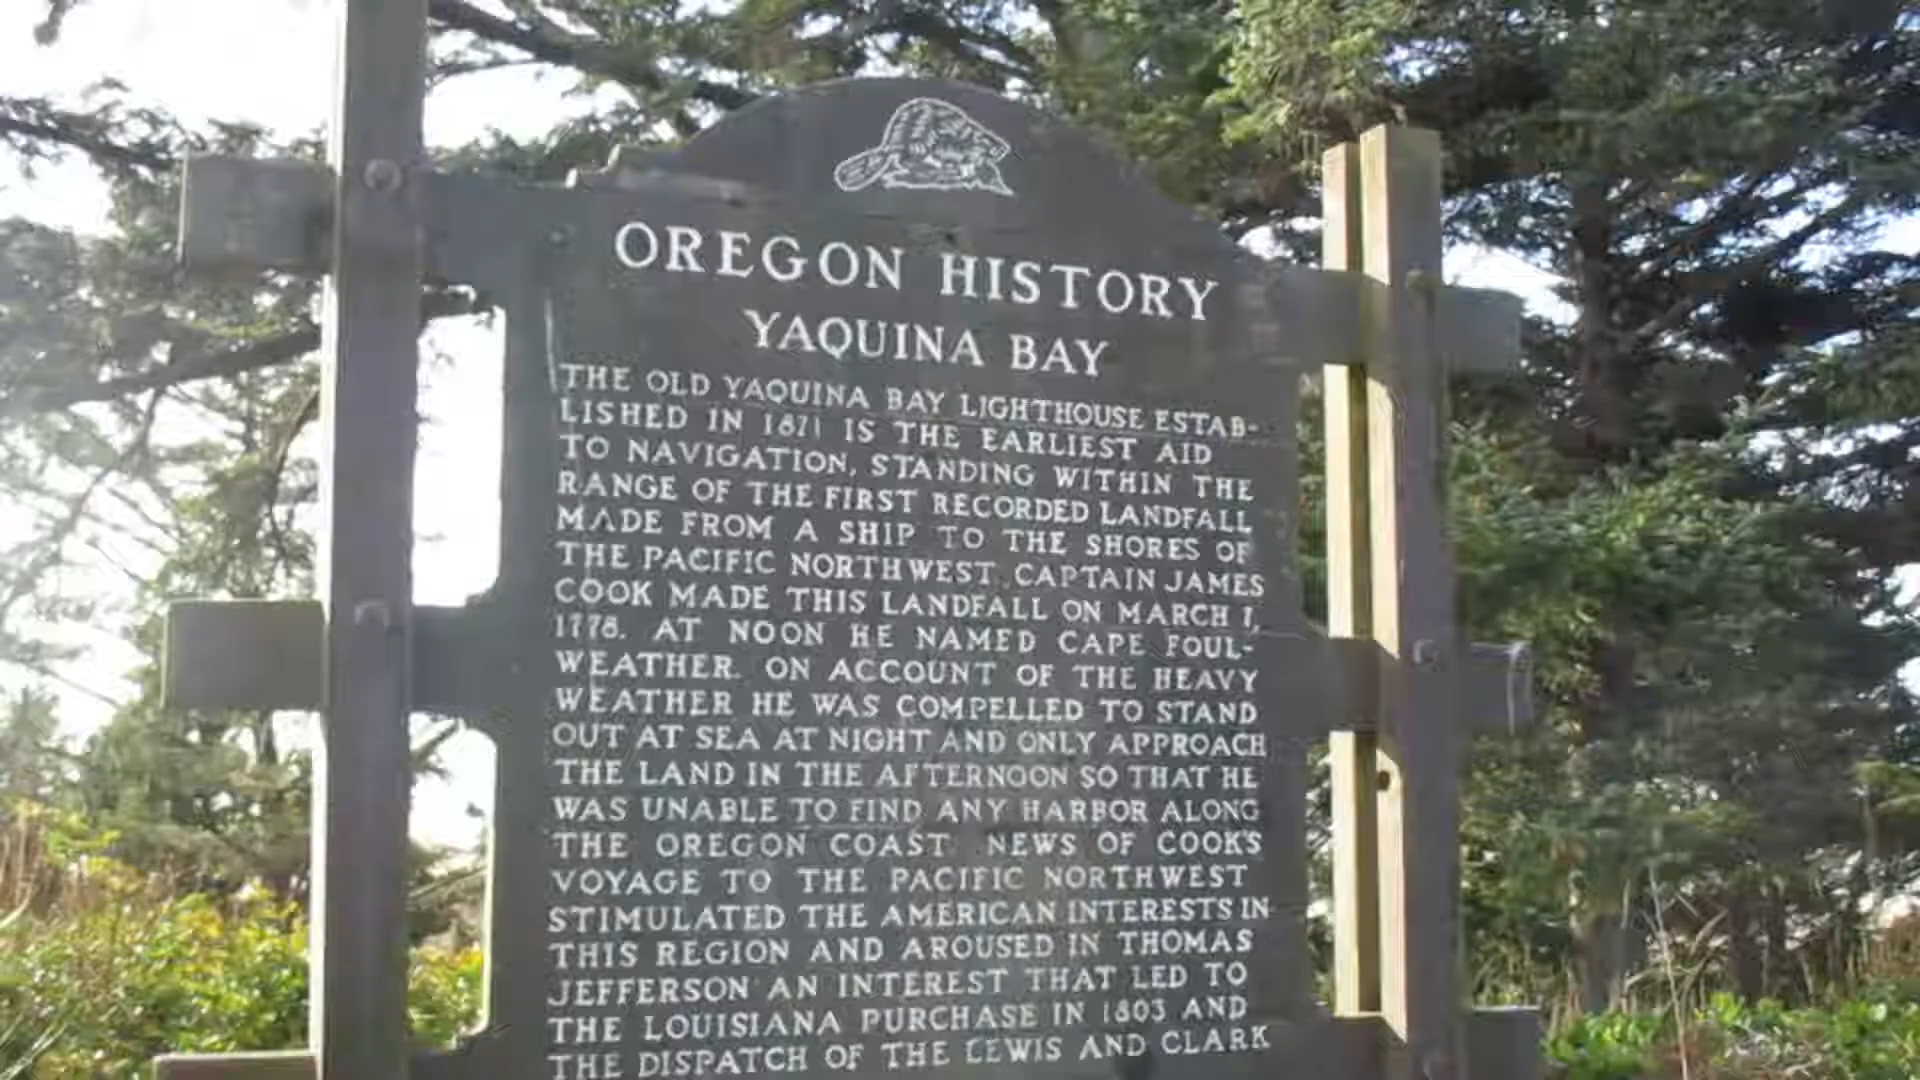 OREGON HISTORY
YAQUINA BAY
THE OLD YAQUINA BAY LIGHTHOUSE ESTAB-
LISHED IN 1871 IS THE EARLIEST AID
TO NAVIGATION, STANDING WITHIN THE
RANGE OF THE FIRST RECORDED LANDFALL
MADE FROM A SHIP TO THE SHORES OF
THE PACIFIC NORTHWEST. CAPTAIN JAMES
COOK MADE THIS LANDFALL ON MARCH 7,
1778. AT NOON HE NAMED CAPE FOUL-
WEATHER. ON ACCOUNT OF THE HEAVY
WEATHER HE WAS COMPELLED TO STAND
OUT AT SEA AT NIGHT AND ONLY APPROACH
THE LAND IN THE AFTERNOON SO THAT HE
WAS UNABLE TO FIND ANY HARBOR ALONG
THE OREGON COAST NEWS OF COOK'S
VOYAGE TO THE PACIFIC NORTHWEST
STIMULATED THE AMERICAN INTERESTS IN
THIS REGION AND AROUSED IN THOMAS
JEFFERSON AN INTEREST THAT LED TO
THE LOUISIANA PURCHASE IN 1803 AND
THE DISPATCH OF THE LEWIS AND CLARK